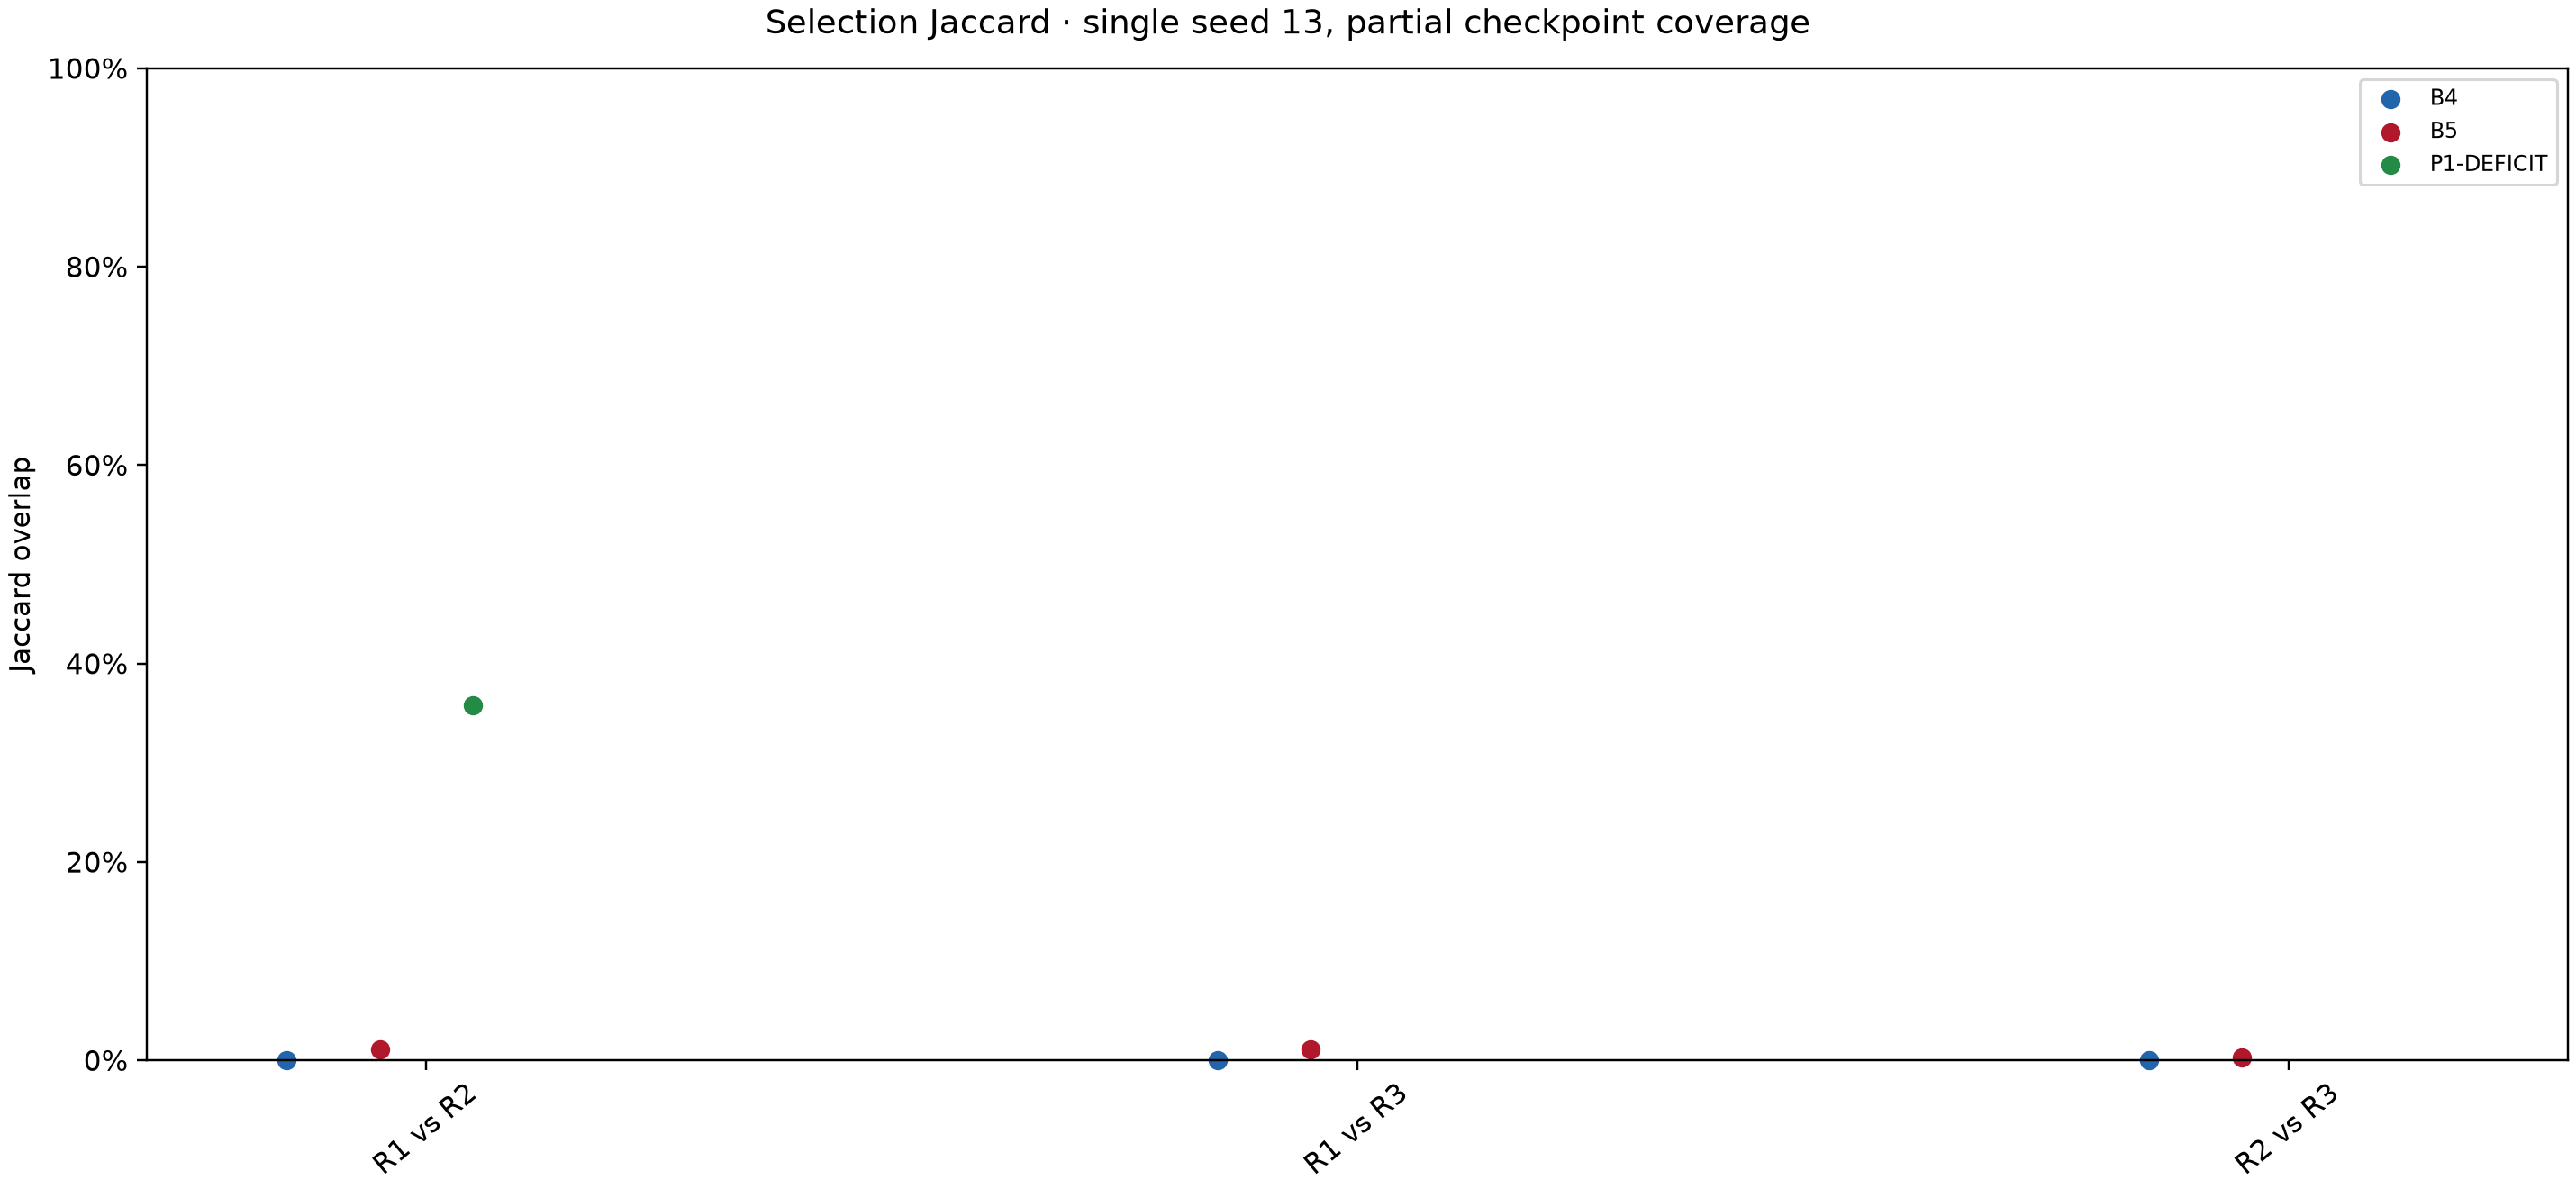 Selection Jaccard · single seed 13, partial checkpoint coverage
100%
80%
60%
40%
20%
0%
Jaccard overlap
B4
B5
P1-DEFICIT
R1 vs R2
R1 vs R3
R2 vs R3